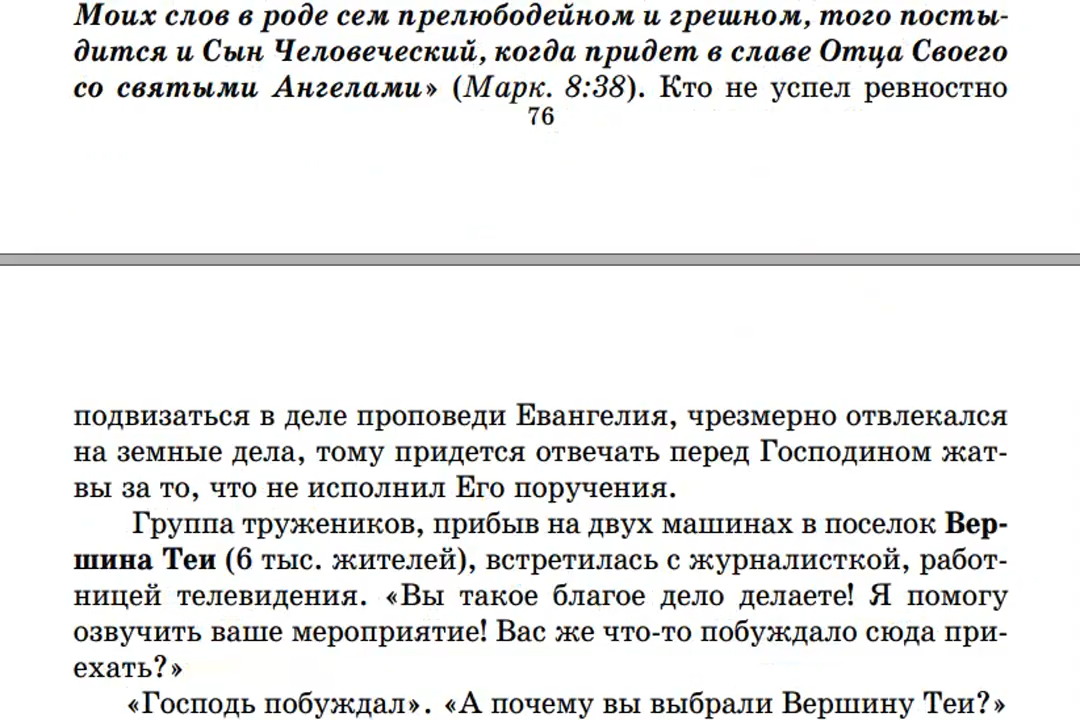 Моих слов в роде сем прелюбодейном и грешном, того посты-
дится и Сын Человеческий, когда придет в славе Отца Своего
со святыми Ангелами» (Марк. 8:38). Кто не успел ревностно
76
подвизаться в деле проповеди Евангелия, чрезмерно отвлекался
на земные дела, тому придется отвечать перед Господином жат-
вы за то, что не исполнил Его поручения.
Группа тружеников, прибыв на двух машинах в поселок Вер-
шина Теи (6 тыс. жителей), встретилась с журналисткой, работ-
ницей телевидения. «Вы такое благое дело делаете! Я помогу
озвучить ваше мероприятие! Вас же что-то побуждало сюда при-
ехать?»
«Господь побуждал». «А почему вы выбрали Вершину Теи?»